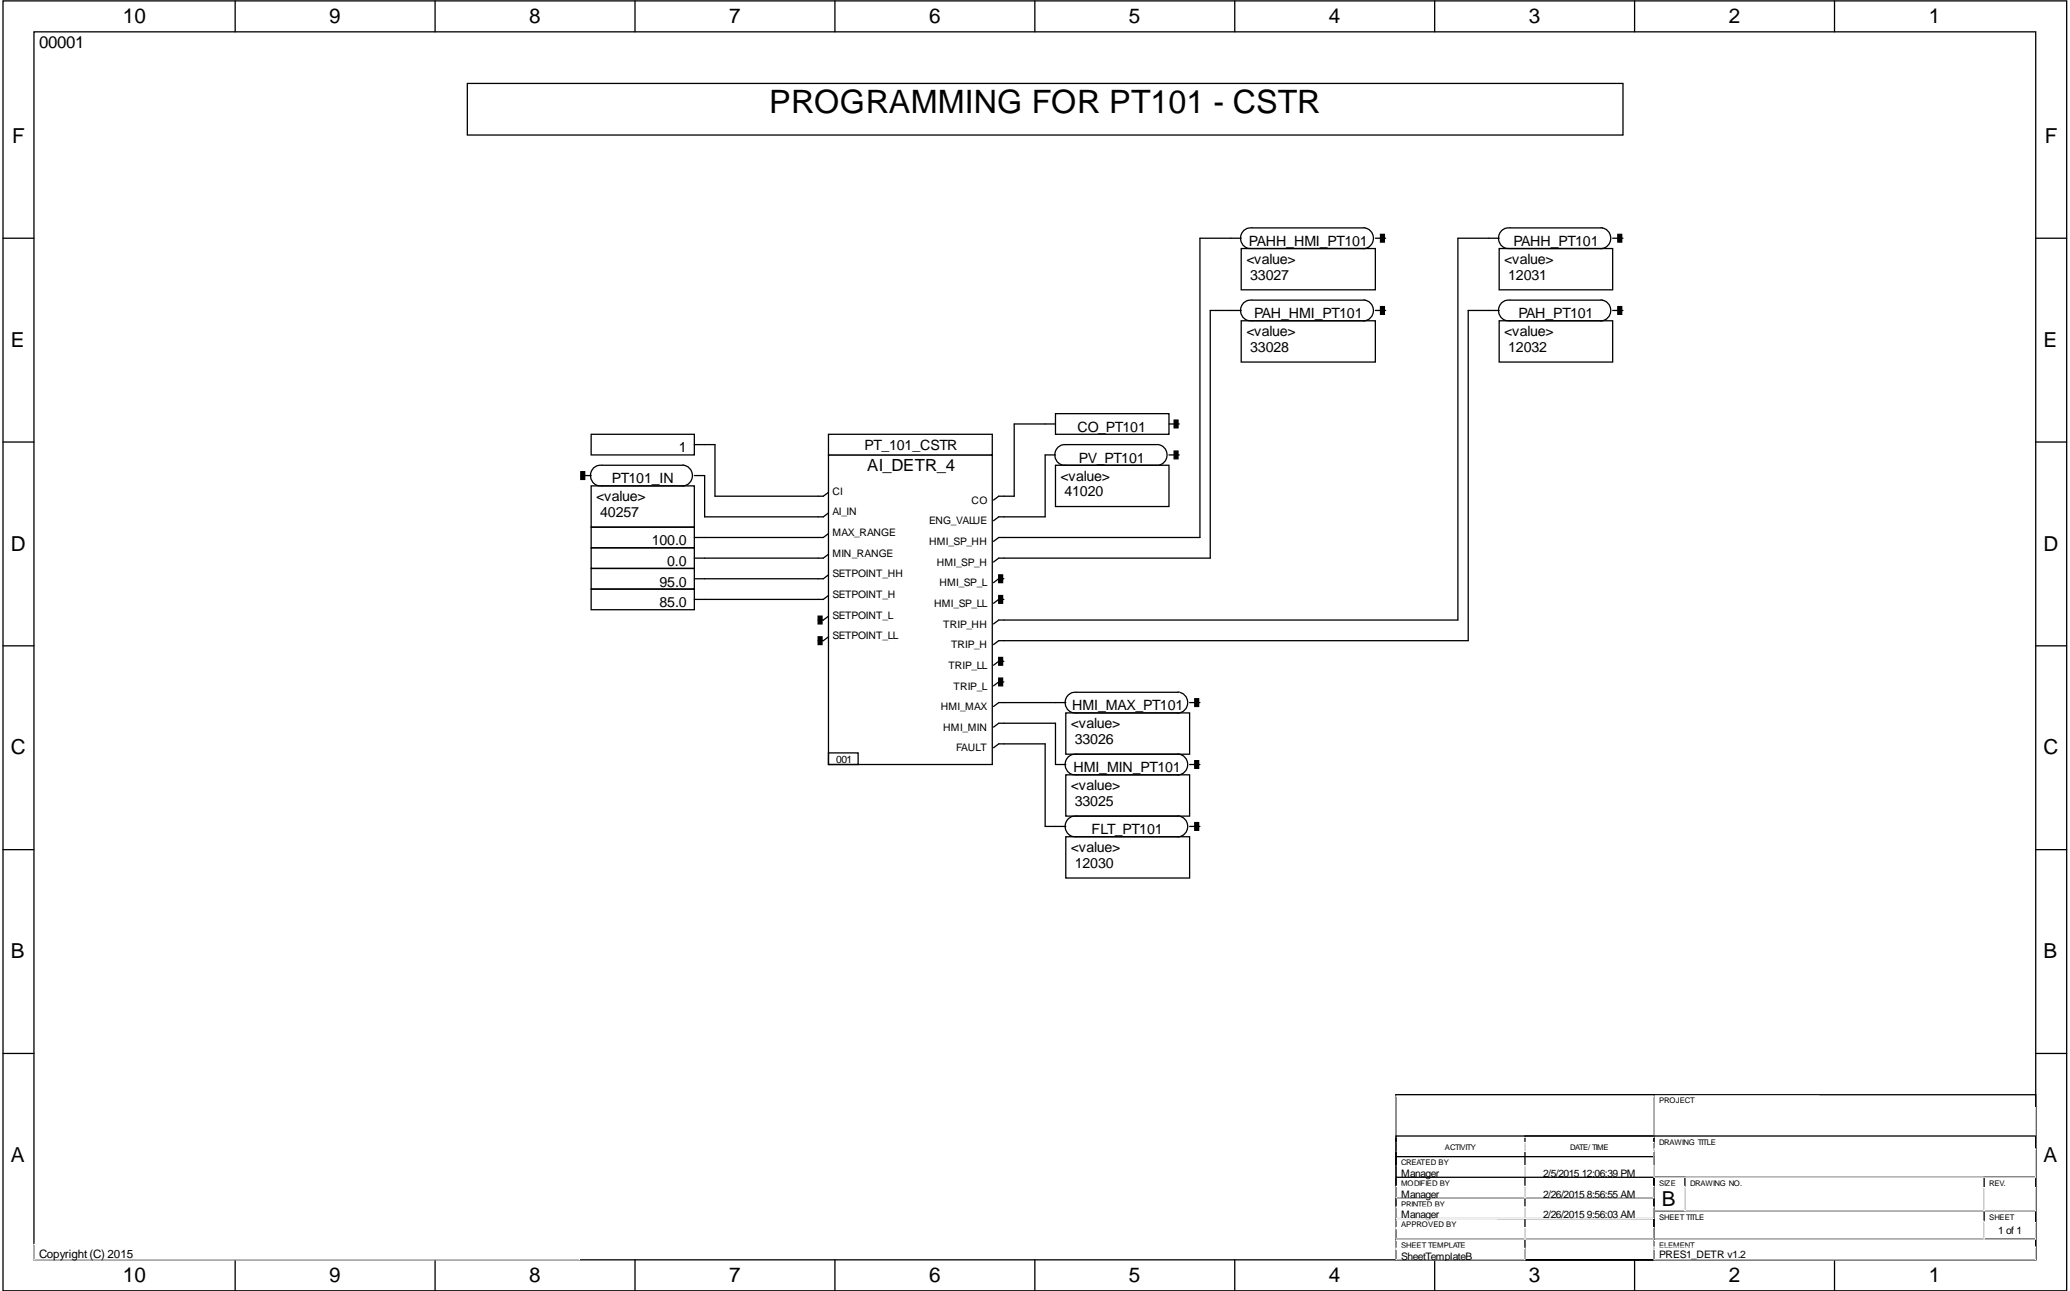 10 9 8 7 6 5 4 3 2 1
00001
PROGRAMMING FOR PT101 - CSTR
F F
PAHH_HMI_PT101
<value>
33027
PAHH_PT101
<value>
12031
PAH_HMI_PT101
<value>
33028
PAH_PT101
<value>
12032
E E
1
PT101_IN
<value>
40257
100.0
0.0
95.0
85.0
PT_101_CSTR
AI_DETR_4
CI
AI_IN
MAX_RANGE
MIN_RANGE
SETPOINT_HH
SETPOINT_H
SETPOINT_L
SETPOINT_LL
CO
ENG_VALUE
HMI_SP_HH
HMI_SP_H
HMI_SP_L
HMI_SP_LL
TRIP_HH
TRIP_H
TRIP_LL
TRIP_L
HMI_MAX
HMI_MIN
FAULT
001
CO_PT101
PV_PT101
<value>
41020
D D
HMI_MAX_PT101
<value>
33026
HMI_MIN_PT101
<value>
33025
FLT_PT101
<value>
12030
C C
B B
A A
PROJECT
ACTIVITY DATE/TIME
DRAWING TITLE
CREATED BY
Manager 2/5/2015 12:06:39 PM
MODIFIED BY
Manager 2/26/2015 8:56:55 AM
PRINTED BY
Manager 2/26/2015 9:56:03 AM
APPROVED BY
SIZE DRAWING NO. REV.
B
SHEET TITLE SHEET
1 of 1
SHEET TEMPLATE
SheetTemplateB
ELEMENT
PRES1_DETR v1.2
Copyright (C) 2015
10 9 8 7 6 5 4 3 2 1